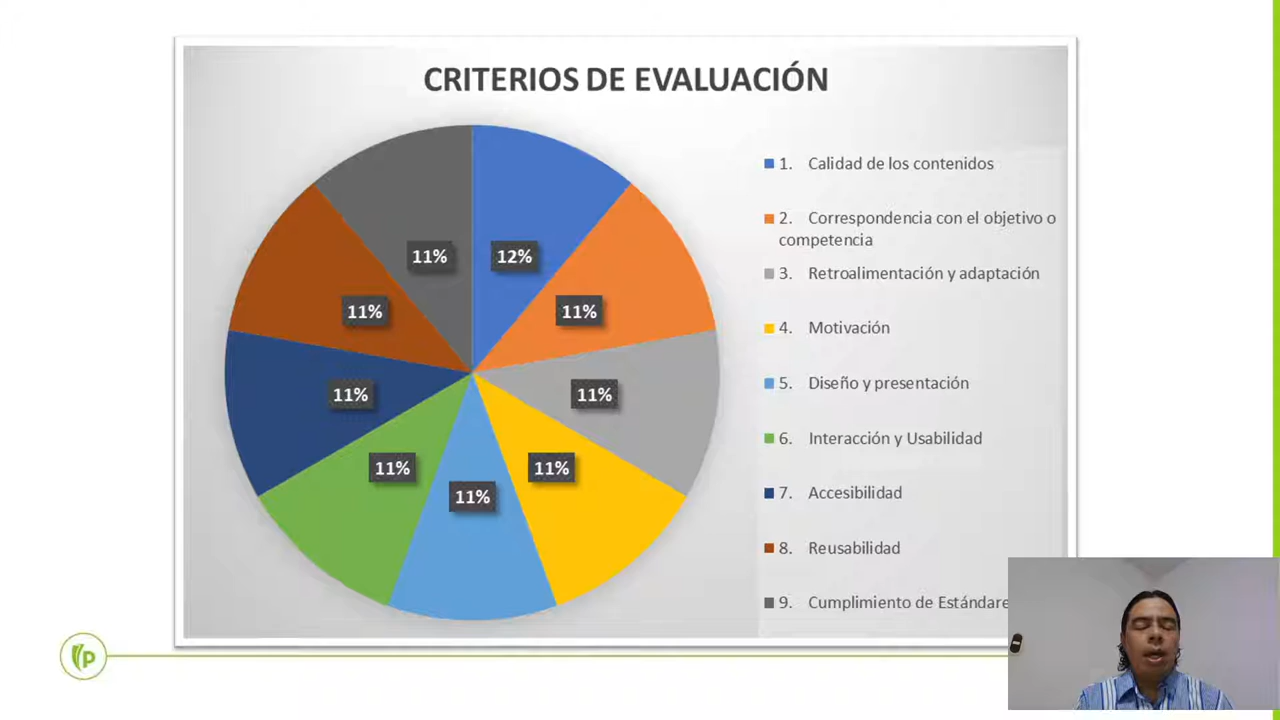 CRITERIOS DE EVALUACIÓN
11%
12%
11%
11%
11%
11%
11%
11%
11%
1. Calidad de los contenidos
2. Correspondencia con el objetivo o
competencia
3. Retroalimentación y adaptación
4. Motivación
5. Diseño y presentación
6. Interacción y Usabilidad
7. Accesibilidad
8. Reusabilidad
9. Cumplimiento de Estándare
P